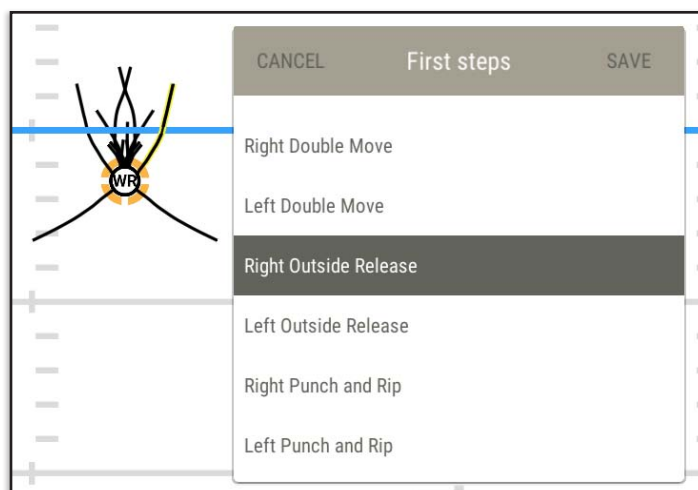 CANCEL First steps SAVE
Right Double Move
Left Double Move
Right Outside Release
Left Outside Release
Right Punch and Rip
Left Punch and Rip
WR